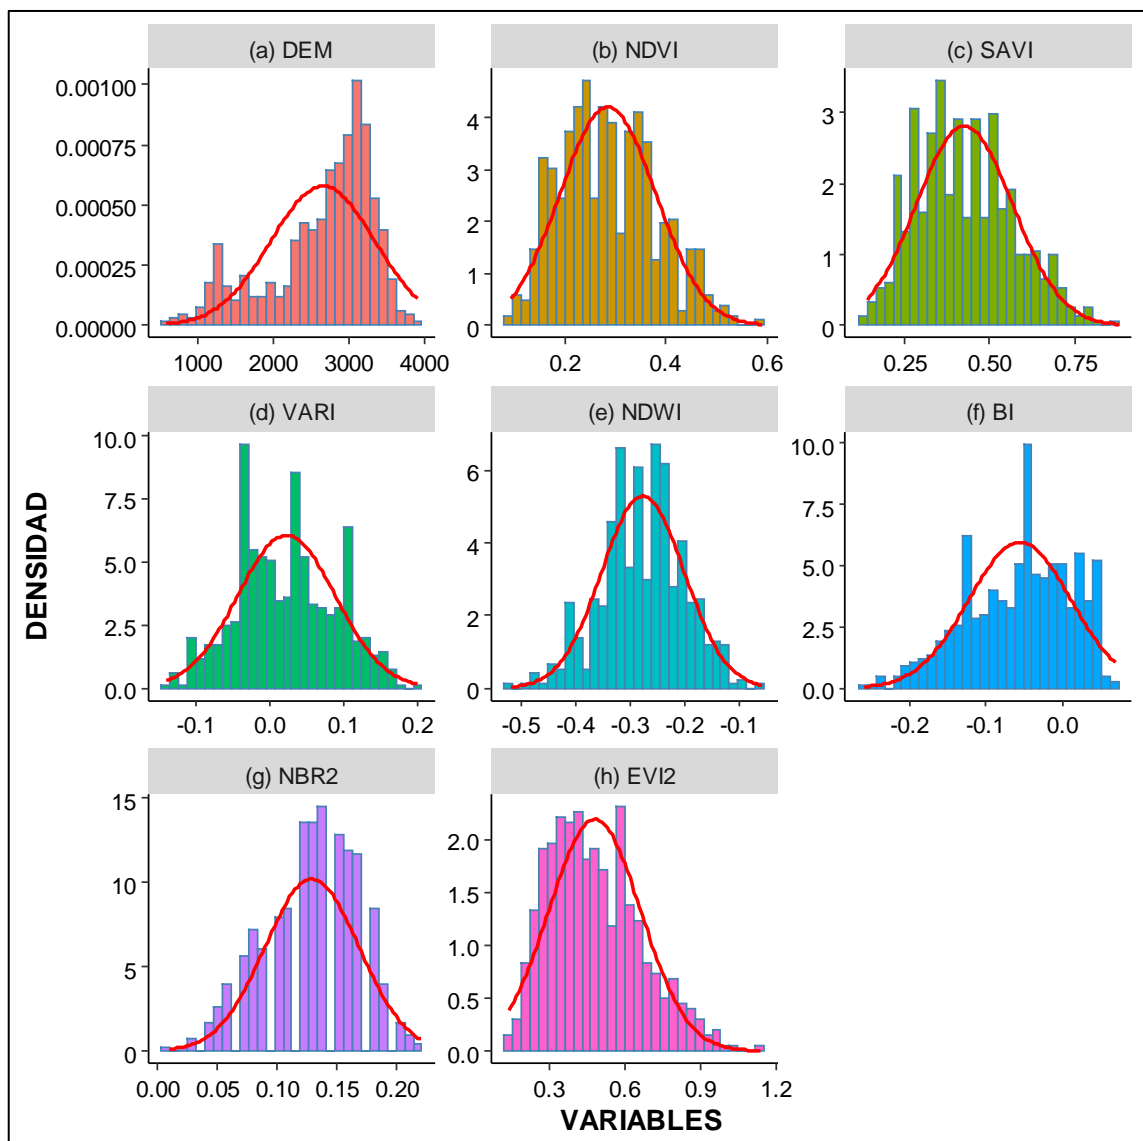 (a) DEM
(b) NDVI
(c) SAVI
0.00100
0.00075
0.00050
0.00025
0.00000
1000 2000 3000 4000
4
3
2
1
0
0.2 0.4 0.6
3
2
1
0
0.25 0.50 0.75
(d) VARI
(e) NDWI
(f) BI
10.0
7.5
5.0
2.5
0.0
-0.1 0.0 0.1 0.2
6
4
2
0
-0.5 -0.4 -0.3 -0.2 -0.1
10.0
7.5
5.0
2.5
0.0
-0.2 -0.1 0.0
(g) NBR2
(h) EVI2
15
10
5
0
0.00 0.05 0.10 0.15 0.20
2.0
1.5
1.0
0.5
0.0
0.3 0.6 0.9 1.2
DENSIDAD
VARIABLES